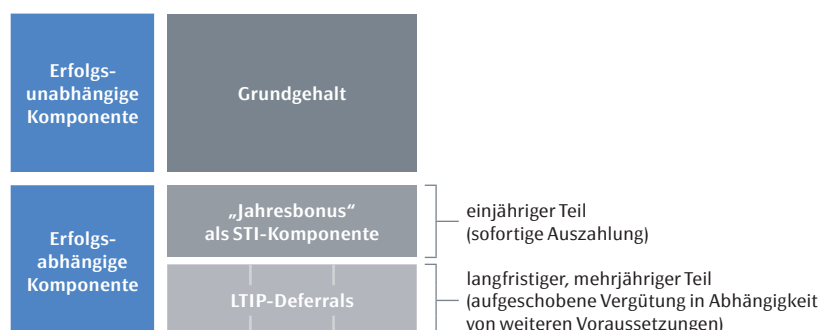 Erfolgs-
unabhängige
Komponente
Grundgehalt
Erfolgs-
abhängige
Komponente
„Jahresbonus“
als STI-Komponente
einjähriger Teil
(sofortige Auszahlung)
LTIP-Deferrals
langfristiger, mehrjähriger Teil
(aufgeschobene Vergütung in Abhängigkeit
von weiteren Voraussetzungen)